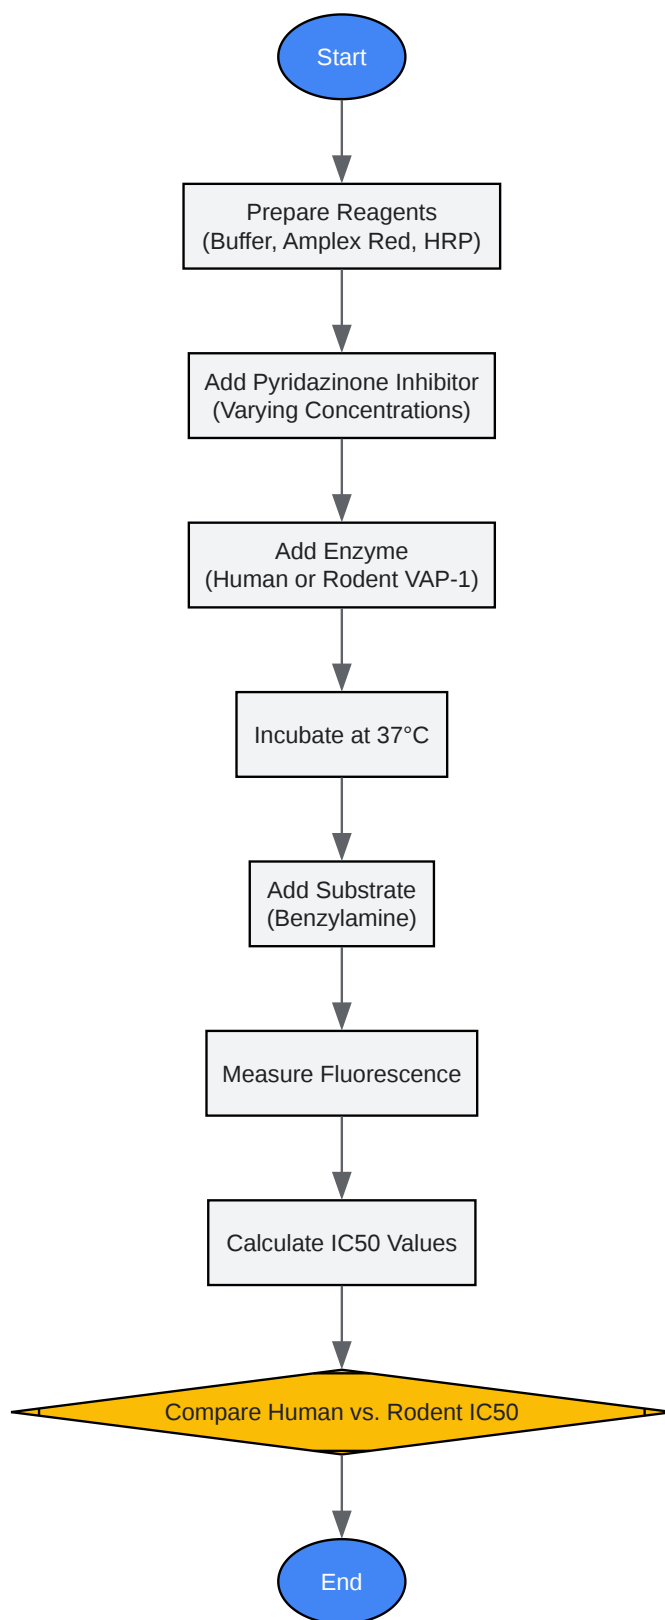 Start
Prepare Reagents
(Buffer, Amplex Red, HRP)
Add Pyridazinone Inhibitor
(Varying Concentrations)
Add Enzyme
(Human or Rodent VAP-1)
Incubate at 37°C
Add Substrate
(Benzylamine)
Measure Fluorescence
Calculate IC50 Values
Compare Human vs. Rodent IC50
End